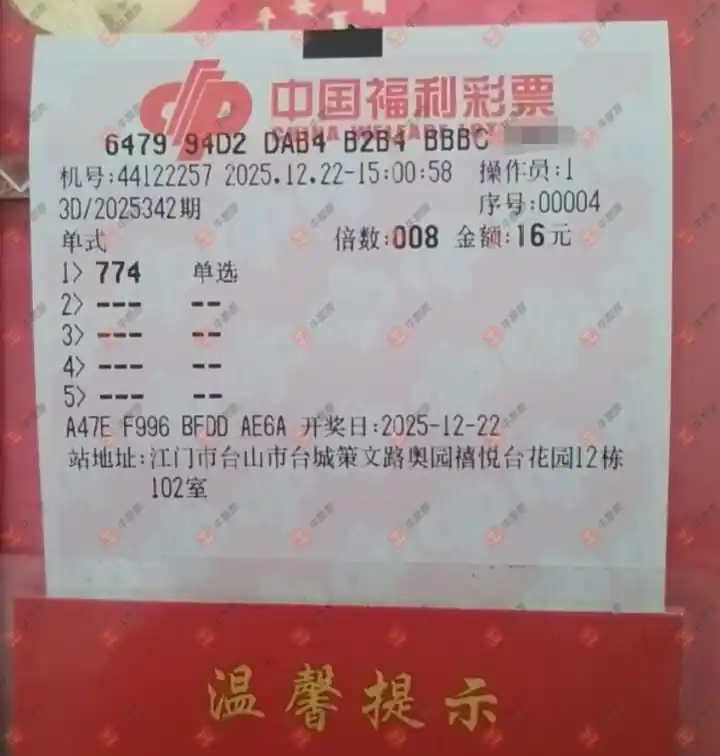 中国福利彩票
CHINA WELFARE LOT
6479 94D2 DAB4 B2B4 BBBC
机号:44122257 2025.12.22-15:00:58 操作员:1
3D/2025342期 序号:00004
单式 倍数:008 金额:16元
1> 774 单选
2> --- --
3> --- --
4> --- --
5> --- --
A47E F996 BFDD AE6A 开奖日:2025-12-22
站地址:江门市台山市台城策文路奥园禧悦台花园12栋
102室
温馨提示